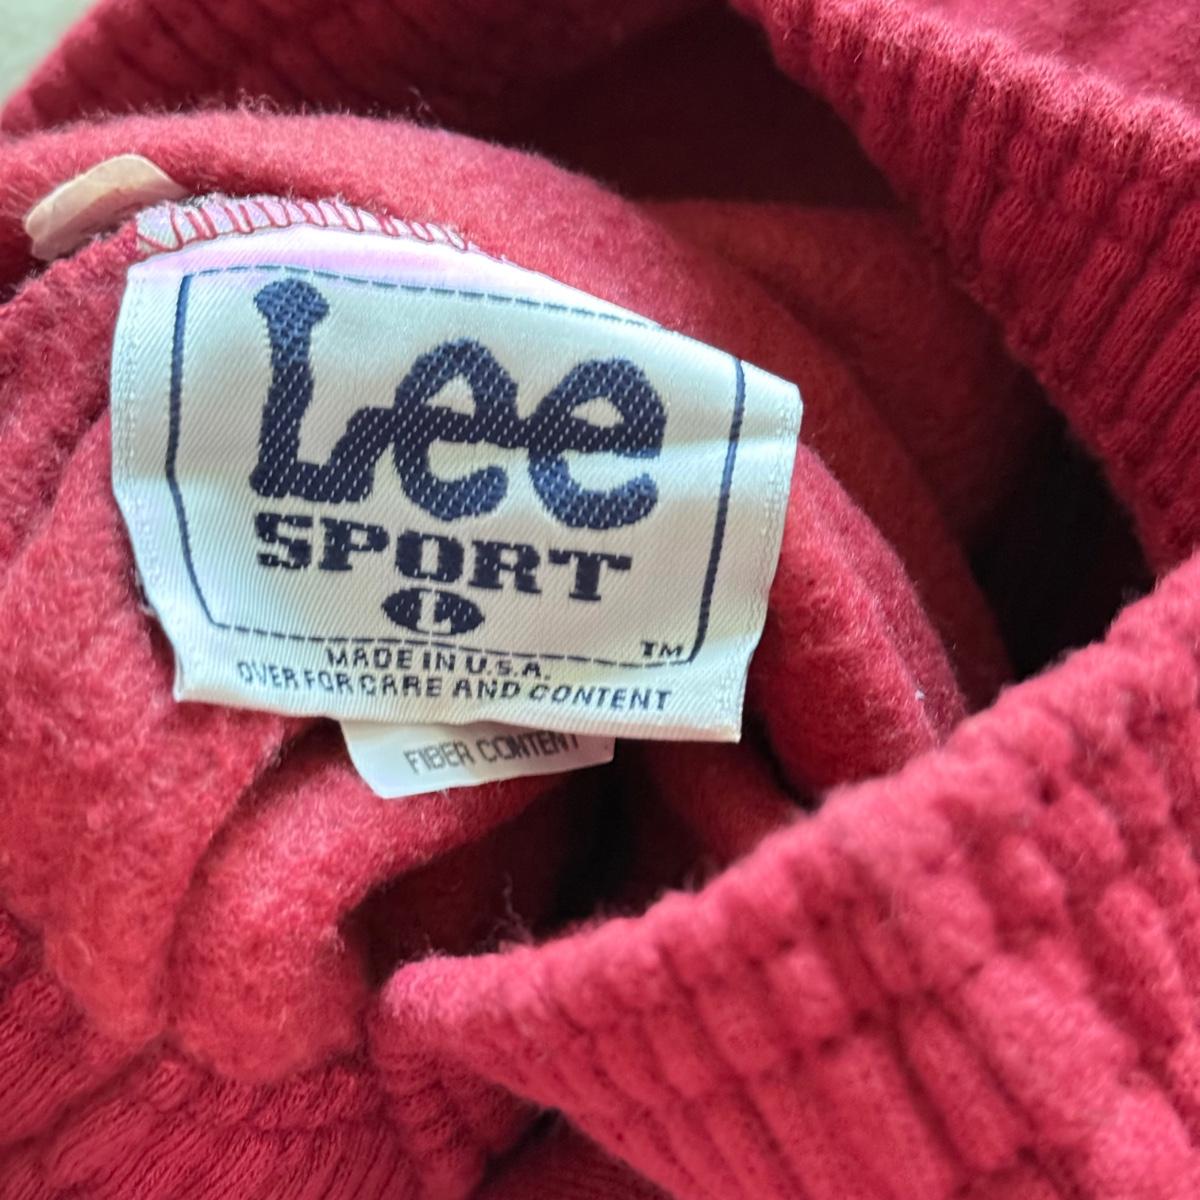 Lee
SPORT
L
TM
MADE IN U.S.A.
OVER FOR CARE AND CONTENT
FIBER CONTENT